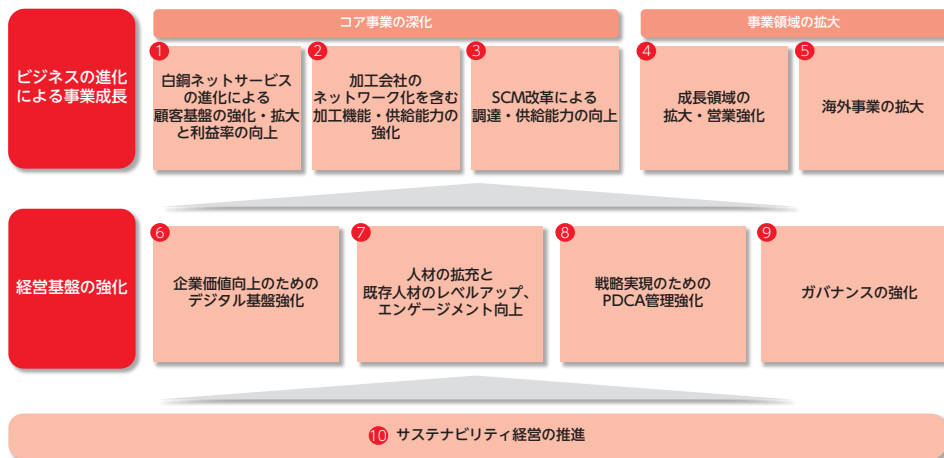 コア事業の深化
事業領域の拡大
ビジネスの進化
による事業成長
1
白銅ネットサービス
の進化による
顧客基盤の強化・拡大
と利益率の向上
2
加工会社の
ネットワーク化を含む
加工機能・供給能力の
強化
3
SCM改革による
調達・供給能力の向上
4
成長領域の
拡大・営業強化
5
海外事業の拡大
経営基盤の強化
6
企業価値向上のための
デジタル基盤強化
7
人材の拡充と
既存人材のレベルアップ、
エンゲージメント向上
8
戦略実現のための
PDCA管理強化
9
ガバナンスの強化
10 サステナビリティ経営の推進